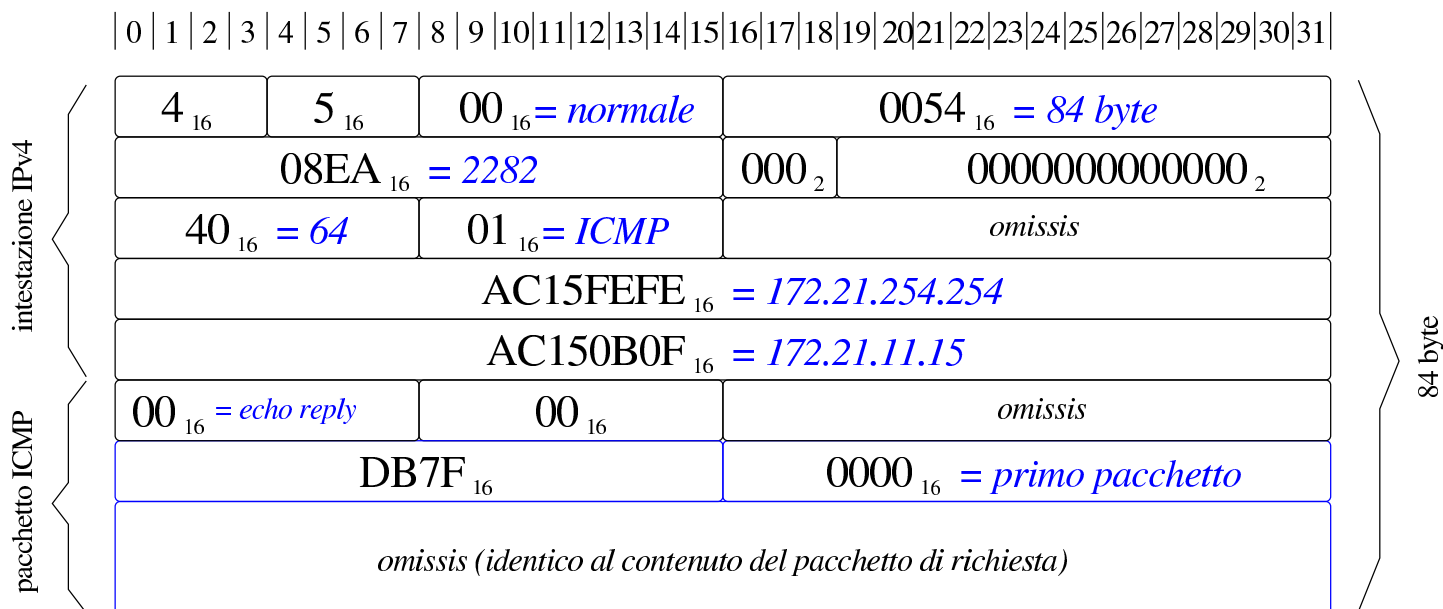 0 1 2 3 4 5 6 7 8 9 10 11 12 13 14 15 16 17 18 19 20 21 22 23 24 25 26 27 28 29 30 31
intestazione IPv4
4 16 5 16 00 16 = normale 0054 16 = 84 byte
08EA 16 = 2282 000 2 0000000000000 2
40 16 = 64 01 16 = ICMP omissis
AC15FEFE 16 = 172.21.254.254
AC150B0F 16 = 172.21.11.15
84 byte
pacchetto ICMP
00 16 = echo reply 00 16 omissis
DB7F 16 0000 16 = primo pacchetto
omissis (identico al contenuto del pacchetto di richiesta)